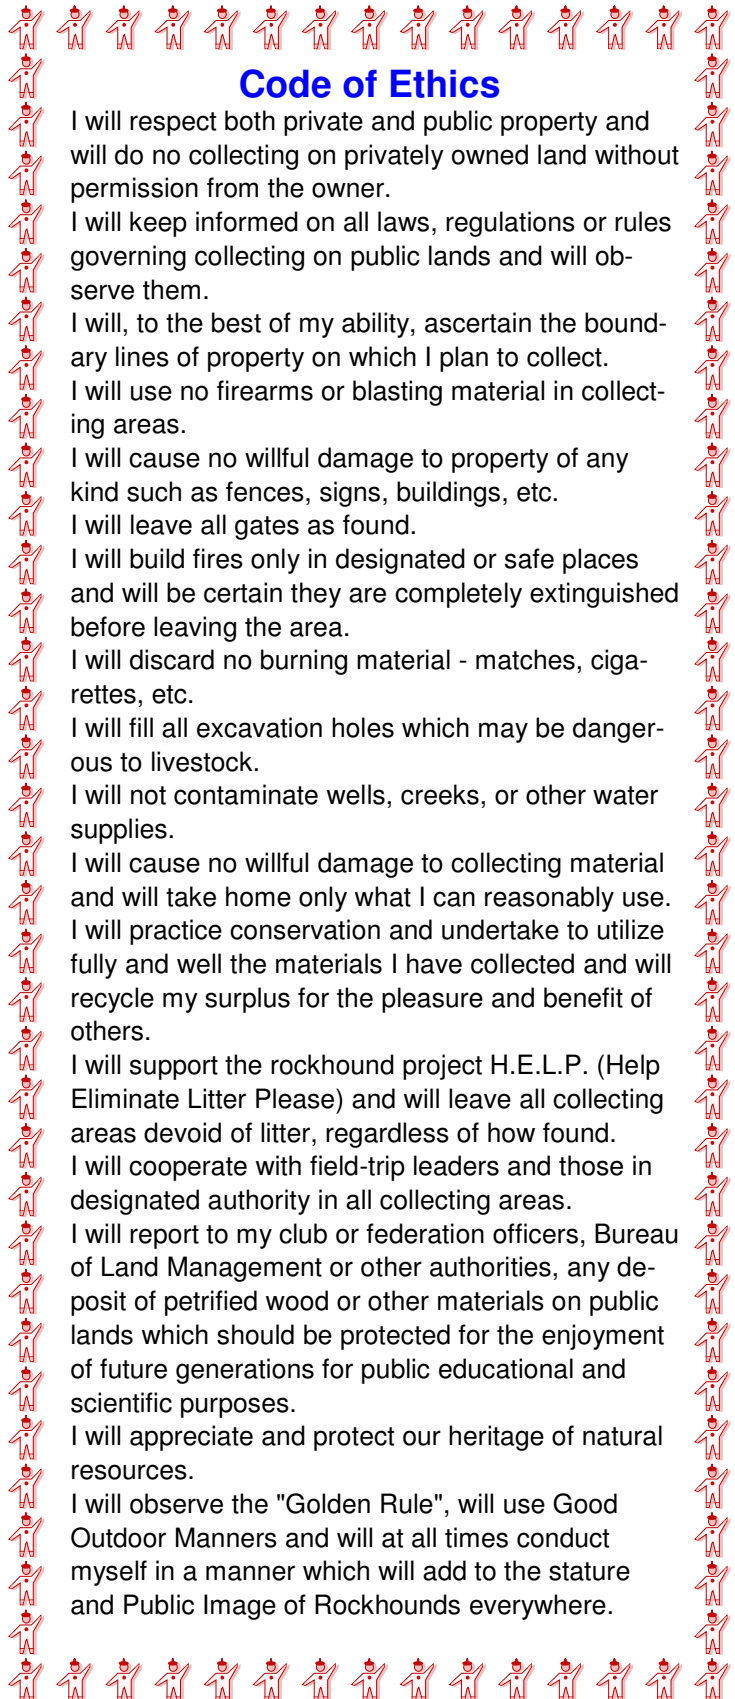 Code of Ethics
I will respect both private and public property and
will do no collecting on privately owned land without
permission from the owner.
I will keep informed on all laws, regulations or rules
governing collecting on public lands and will ob-
serve them.
I will, to the best of my ability, ascertain the bound-
ary lines of property on which I plan to collect.
I will use no firearms or blasting material in collect-
ing areas.
I will cause no willful damage to property of any
kind such as fences, signs, buildings, etc.
I will leave all gates as found.
I will build fires only in designated or safe places
and will be certain they are completely extinguished
before leaving the area.
I will discard no burning material - matches, ciga-
rettes, etc.
I will fill all excavation holes which may be danger-
ous to livestock.
I will not contaminate wells, creeks, or other water
supplies.
I will cause no willful damage to collecting material
and will take home only what I can reasonably use.
I will practice conservation and undertake to utilize
fully and well the materials I have collected and will
recycle my surplus for the pleasure and benefit of
others.
I will support the rockhound project H.E.L.P. (Help
Eliminate Litter Please) and will leave all collecting
areas devoid of litter, regardless of how found.
I will cooperate with field-trip leaders and those in
designated authority in all collecting areas.
I will report to my club or federation officers, Bureau
of Land Management or other authorities, any de-
posit of petrified wood or other materials on public
lands which should be protected for the enjoyment
of future generations for public educational and
scientific purposes.
I will appreciate and protect our heritage of natural
resources.
I will observe the "Golden Rule", will use Good
Outdoor Manners and will at all times conduct
myself in a manner which will add to the stature
and Public Image of Rockhounds everywhere.